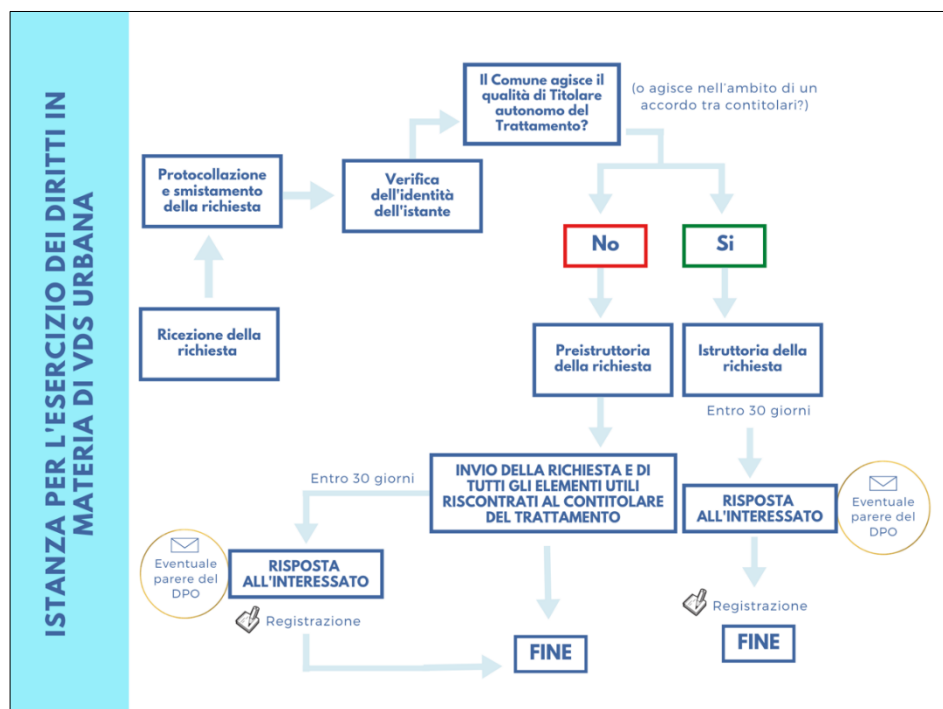 ISTANZA PER L'ESERCIZIO DEI DIRITTI IN
MATERIA DI VDS URBANA
Il Comune agisce il
qualità di Titolare
autonomo del
Trattamento?
(o agisce nell'ambito di un
accordo tra contitolari?)
Protocollazione
e smistamento
della richiesta
Verifica
dell'identità
dell'istante
No
Si
Ricezione della
richiesta
Preistruttoria
della richiesta
Istruttoria della
richiesta
Entro 30 giorni
Entro 30 giorni
INVIO DELLA RICHIESTA E DI
TUTTI GLI ELEMENTI UTILI
RISCONTRATI AL CONTITOLARE
DEL TRATTAMENTO
RISPOSTA
ALL'INTERESSATO
Eventuale
parere del
DPO
Eventuale
parere del
DPO
RISPOSTA
ALL'INTERESSATO
Registrazione
Registrazione
FINE
FINE